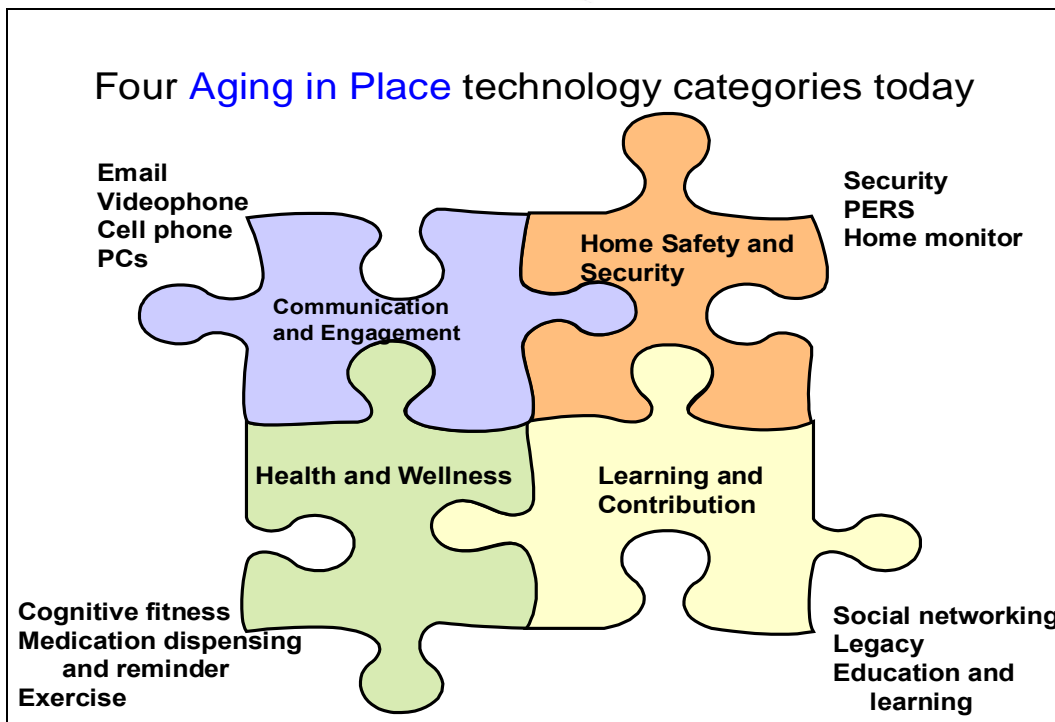 Four Aging in Place technology categories today
Email
Videophone
Cell phone
PCs
Security
PERS
Home monitor
Communication
and Engagement
Home Safety and
Security
Health and Wellness
Learning and
Contribution
Cognitive fitness
Medication dispensing
and reminder
Exercise
Social networking
Legacy
Education and
learning